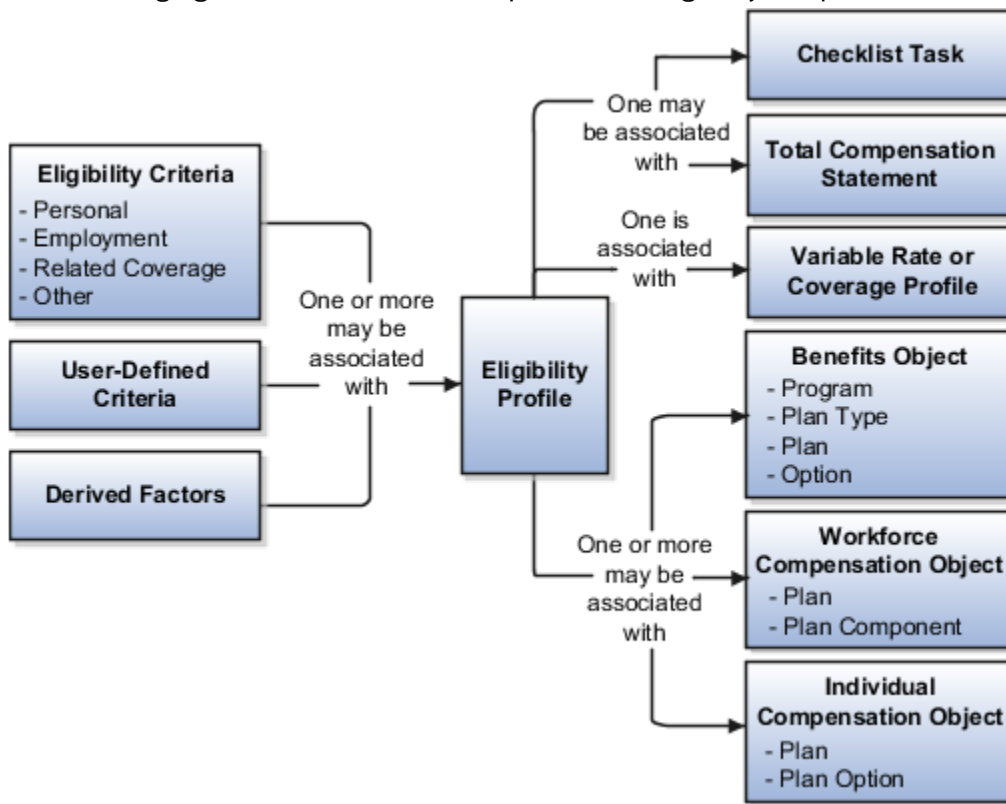 Checklist Task
One may
be associated
with
Total Compensation
Statement
Eligibility Criteria
- Personal
- Employment
- Related Coverage
- Other
One is
associated
with
Variable Rate or
Coverage Profile
One or more
may be
associated
with
User-Defined
Criteria
Derived Factors
Eligibility
Profile
Benefits Object
- Program
- Plan Type
- Plan
- Option
One or more
may be
associated
with
Workforce
Compensation Object
- Plan
- Plan Component
Individual
Compensation Object
- Plan
- Plan Option